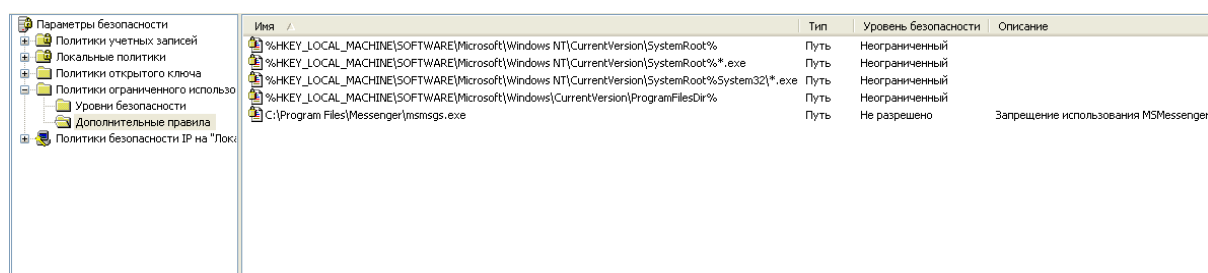 Параметры безопасности
Политики учетных записей
Локальные политики
Политики открытого ключа
Политики ограниченного использо
Уровни безопасности
Дополнительные правила
Политики безопасности IP на "Лока
Имя Тип Уровень безопасности Описание
%HKEY_LOCAL_MACHINE\SOFTWARE\Microsoft\Windows NT\CurrentVersion\SystemRoot% Путь Неограниченный
%HKEY_LOCAL_MACHINE\SOFTWARE\Microsoft\Windows NT\CurrentVersion\SystemRoot%*.exe Путь Неограниченный
%HKEY_LOCAL_MACHINE\SOFTWARE\Microsoft\Windows NT\CurrentVersion\SystemRoot%System32\*.exe Путь Неограниченный
%HKEY_LOCAL_MACHINE\SOFTWARE\Microsoft\Windows\CurrentVersion\ProgramFilesDir% Путь Неограниченный
C:\Program Files\Messenger\msmsgs.exe Путь Не разрешено Запрещение использования MSMessenger